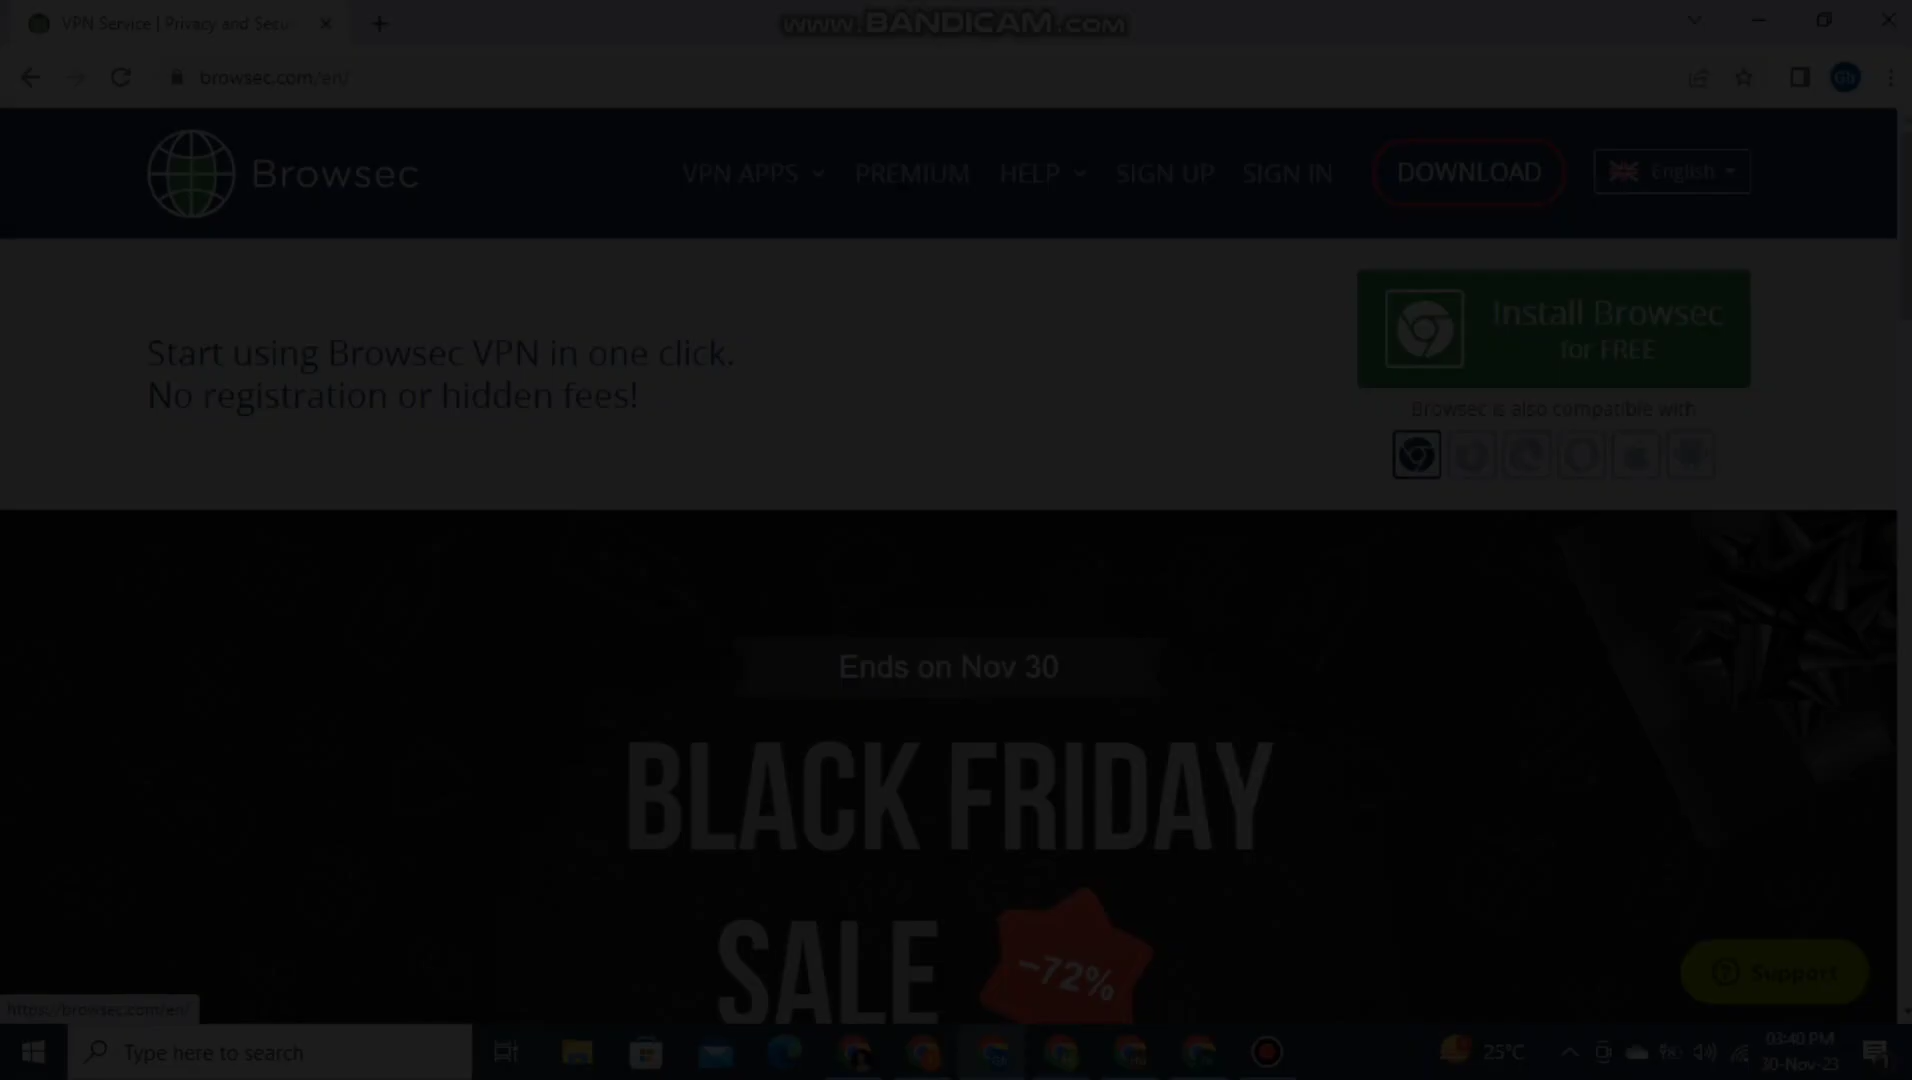 VPN Service | Privacy and Secu
www.BANDICAM.com
browsec.com/en/
Gb
Browsec
VPN APPS
PREMIUM
HELP
SIGN UP
SIGN IN
DOWNLOAD
English
Start using Browsec VPN in one click.
No registration or hidden fees!
Install Browsec
for FREE
Browsec is also compatible with
Ends on Nov 30
BLACK FRIDAY
SALE
-72%
Support
https://browsec.com/en/
Type here to search
25°C
03:40 PM
30-Nov-23